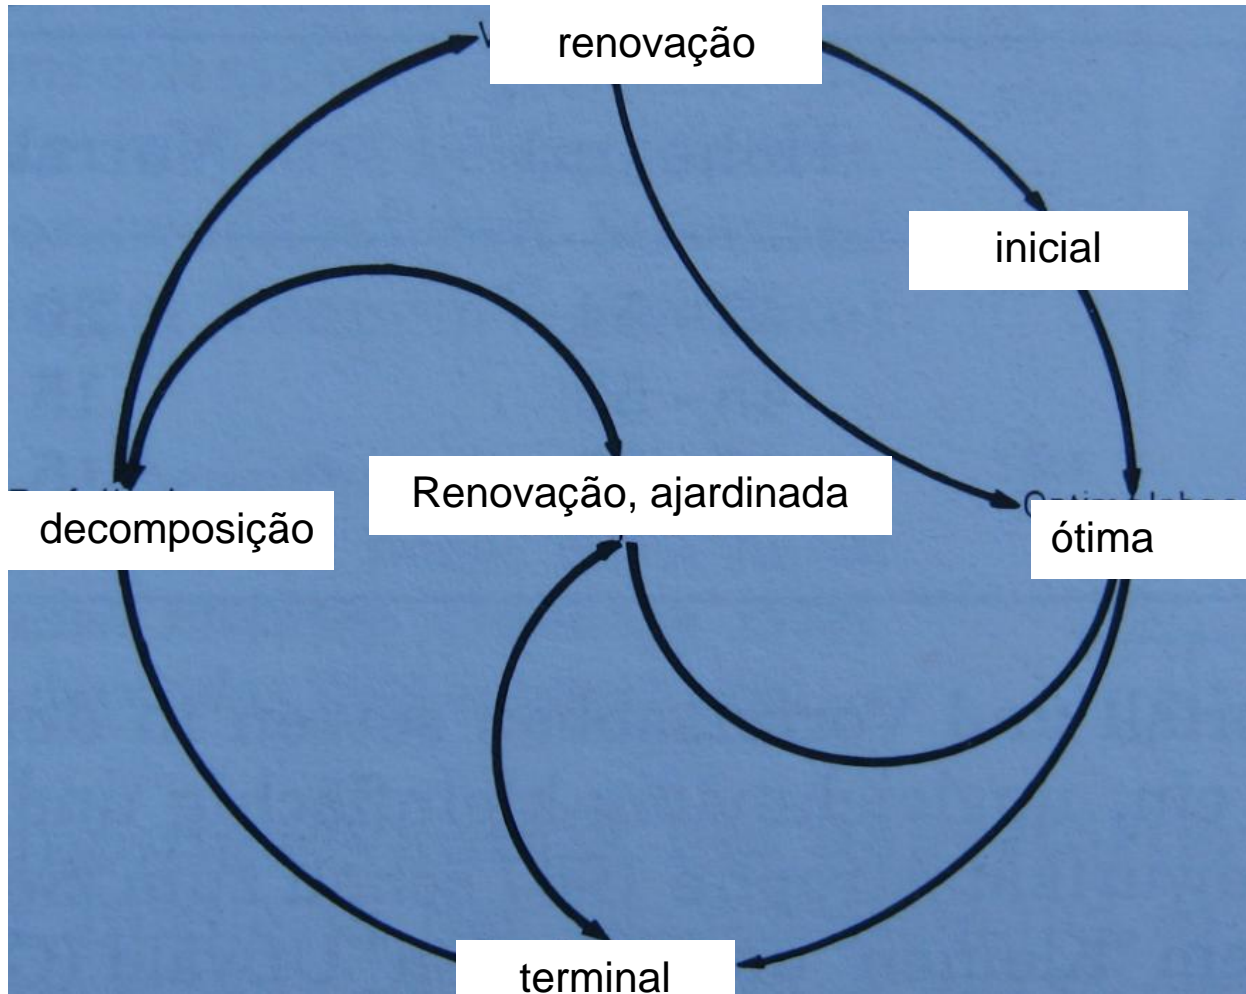 renovação
inicial
Renovação, ajardinada
decomposição
ótima
terminal